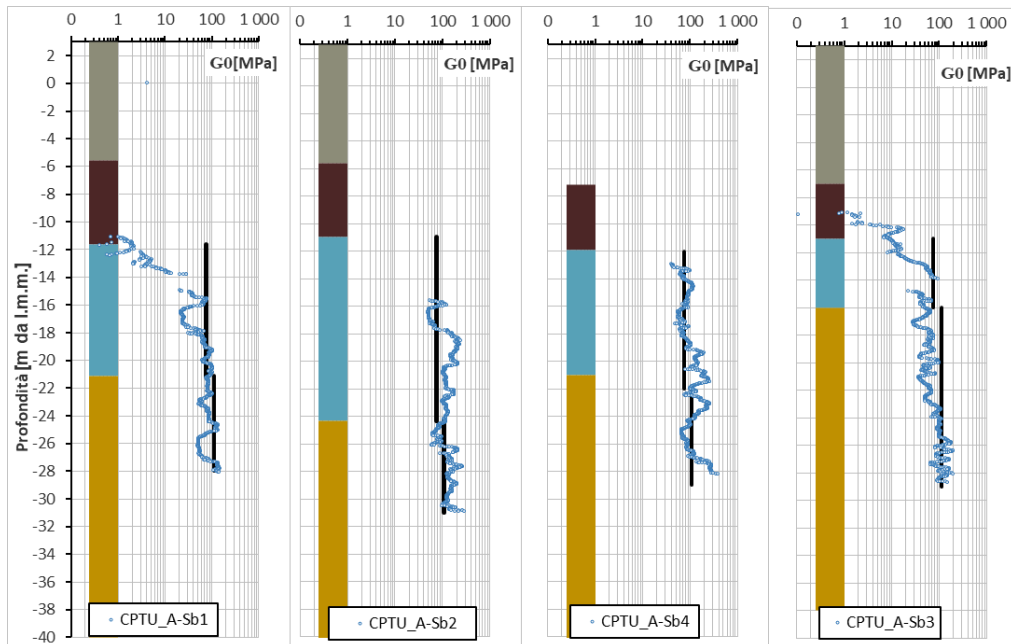 0 1 10 100 1 000
0 1 10 100 1 000
0 1 10 100 1 000
0 1 10 100 1 000
G0 [MPa]
G0 [MPa]
G0 [MPa]
G0 [MPa]
Profondità [m da l.m.m.]
2
0
-2
-4
-6
-8
-10
-12
-14
-16
-18
-20
-22
-24
-26
-28
-30
-32
-34
-36
-38
-40
CPTU_A-Sb1
CPTU_A-Sb2
CPTU_A-Sb4
CPTU_A-Sb3